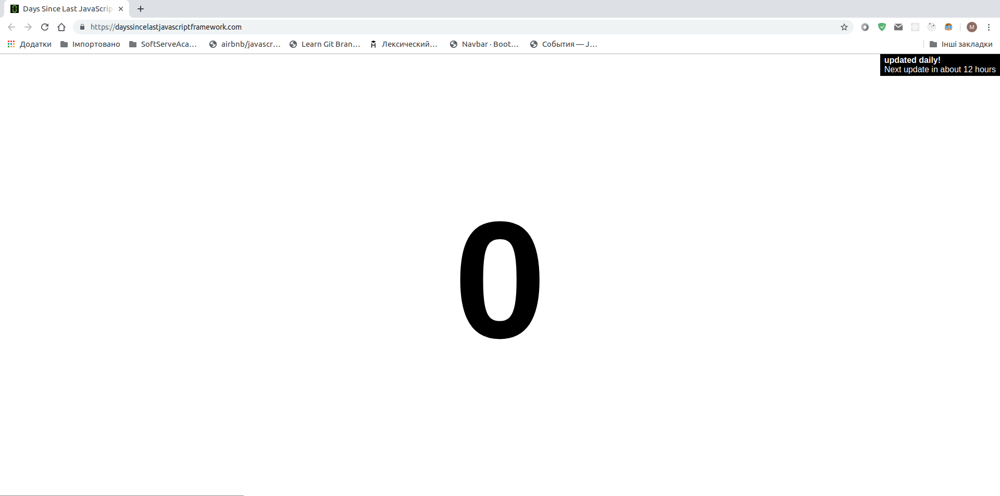 Days Since Last JavaScrip
https://dayssincelastjavascriptframework.com
M
Додатки
Імпортовано
SoftServeAca...
airbnb/javascr...
Learn Git Bran...
Лексический...
Navbar · Boot...
События — J...
Інші закладки
updated daily!
Next update in about 12 hours
0